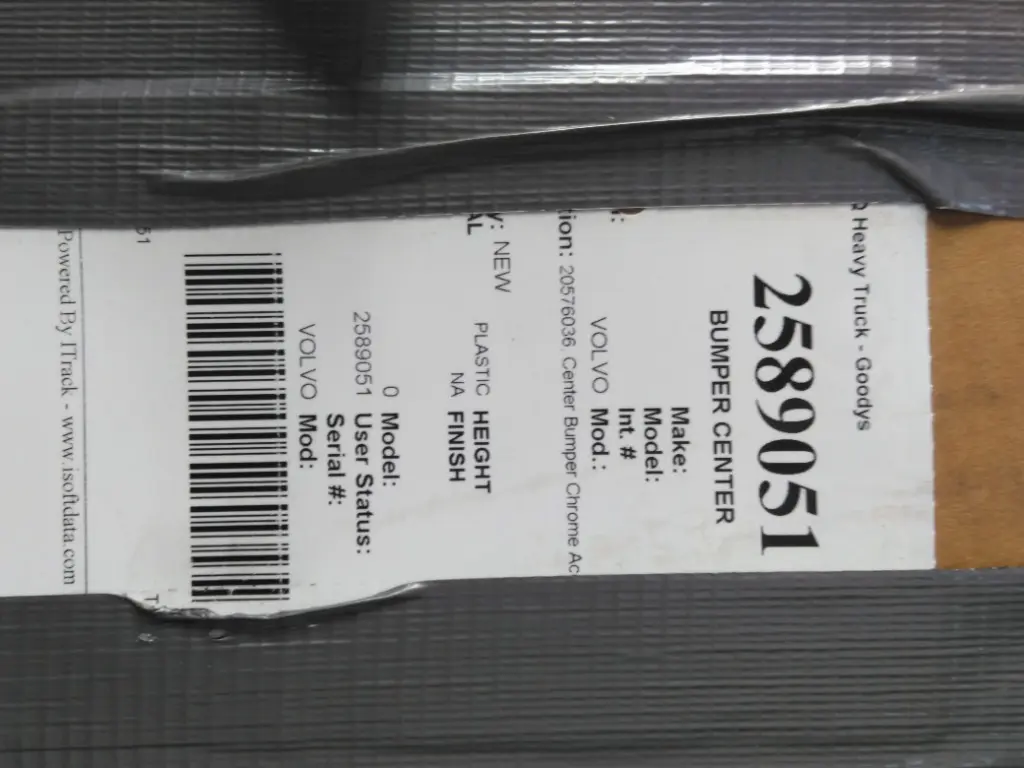 Heavy Truck - Goodys
2589051
BUMPER CENTER
Make:
Model:
Int. #
VOLVO Mod.:
tion: 20576036 Center Bumper Chrome Ac
Y: NEW
AL
PLASTIC HEIGHT
NA FINISH
0 Model:
2589051 User Status:
Serial #:
VOLVO Mod:
51
Powered By ITrack - www.isoftdata.com